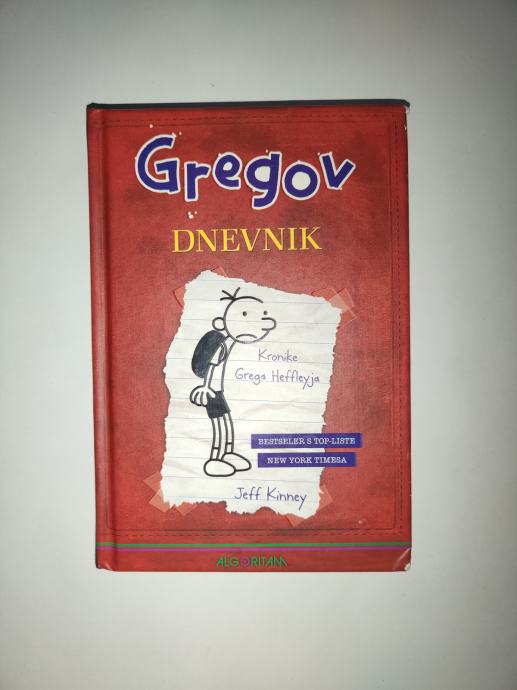 Gregov
DNEVNIK
Kronike
Grega Heffleyja
BESTSELER S TOP-LISTE
NEW YORK TIMESA
Jeff Kinney
ALGORITAM